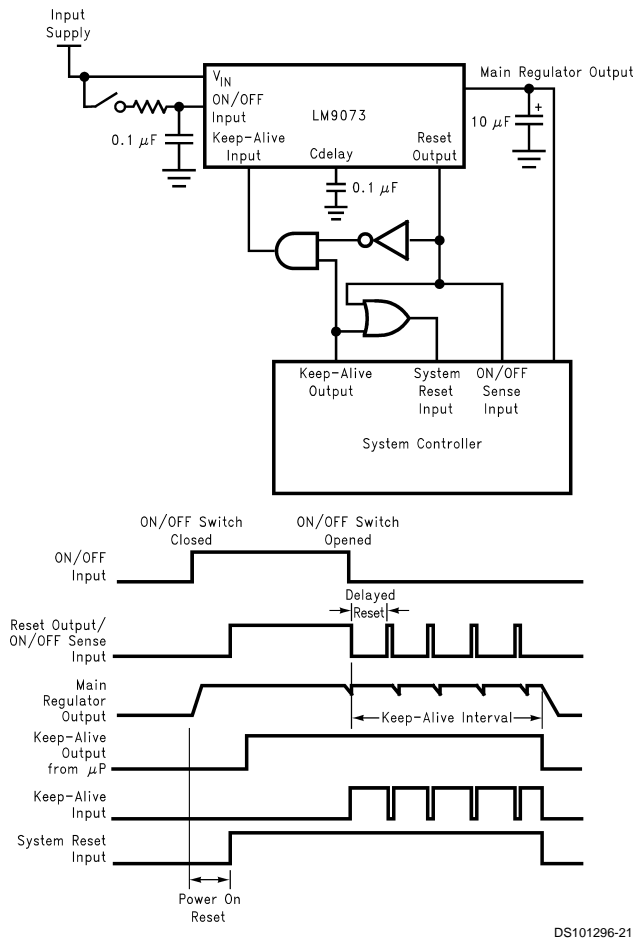 Input
Supply
VIN
ON/OFF
Input
Keep-Alive
Input
LM9073
Cdelay
Reset
Output
Main Regulator Output
+
10 μF
0.1 μF
0.1 μF
Keep-Alive
Output
System
Reset
Input
ON/OFF
Sense
Input
System Controller
ON/OFF Switch
Closed
ON/OFF Switch
Opened
ON/OFF
Input
Delayed
Reset
Reset Output/
ON/OFF Sense
Input
Main
Regulator
Output
Keep-Alive Interval
Keep-Alive
Output
from μP
Keep-Alive
Input
System Reset
Input
Power On
Reset
DS101296-21